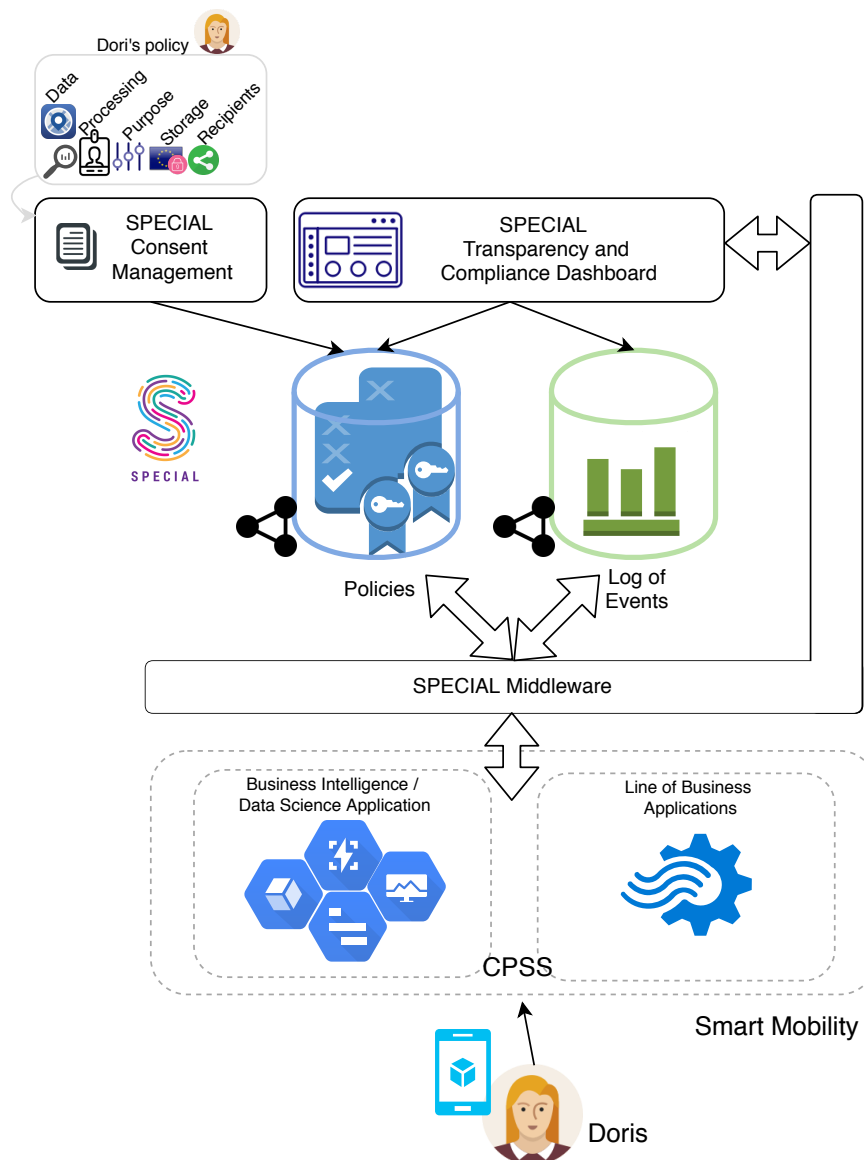 Dori's policy
Data
Processing
Purpose
Storage
Recipients
SPECIAL
Consent
Management
SPECIAL
Transparency and
Compliance Dashboard
SPECIAL
Policies
Log of
Events
SPECIAL Middleware
Business Intelligence /
Data Science Application
Line of Business
Applications
CPSS
Smart Mobility
Doris